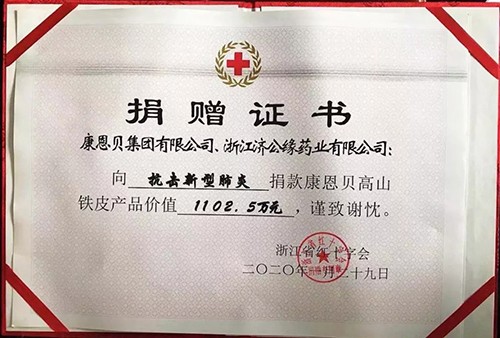 捐赠证书
康恩贝集团有限公司、浙江济公缘药业有限公司：
向 抗击新型肺炎 捐款康恩贝高山
铁皮产品价值 1102.5万元，谨致谢忱。
浙江省红十字会
二〇二〇年 月二十九日